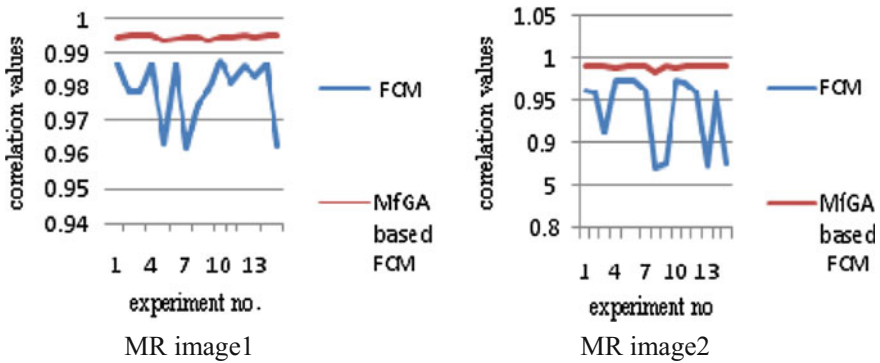 correlation values
1
0.99
0.98
0.97
0.96
0.95
0.94
1 4 7 10 13
experiment no.
FCM
MfGA
based
FCM
MR image1
correlation values
1.05
1
0.95
0.9
5
0.8
1 4 7 10 13
experiment no
FCM
MfGA
based
FCM
MR image2